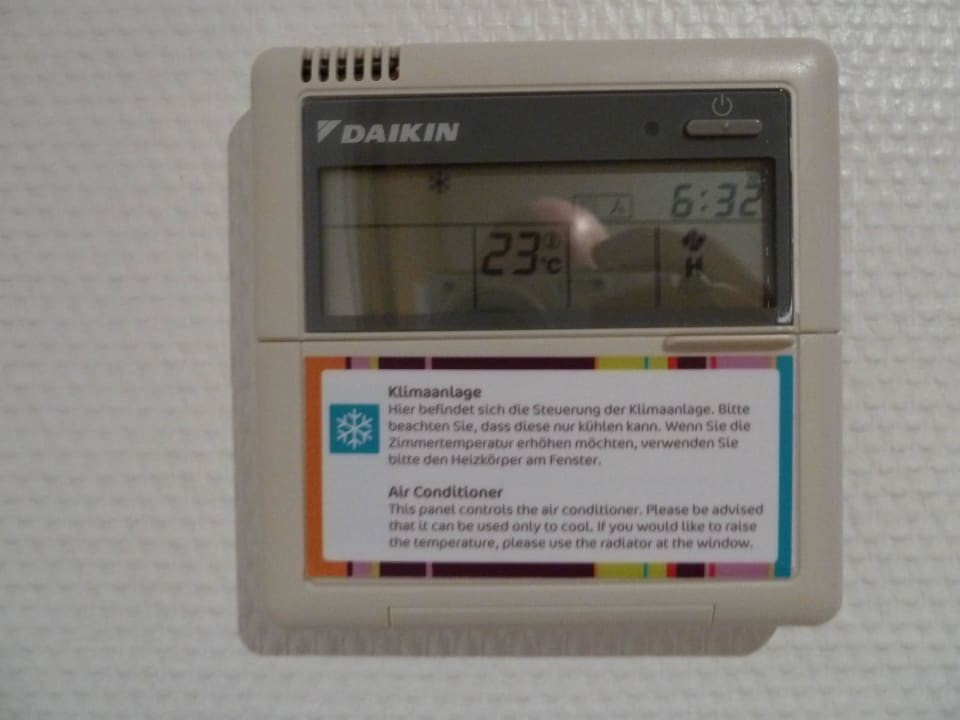 DAIKIN
6:32
23 °C
H
Klimaanlage
Hier befindet sich die Steuerung der Klimaanlage. Bitte
beachten Sie, dass diese nur kühlen kann. Wenn Sie die
Zimmertemperatur erhöhen möchten, verwenden Sie
bitte den Heizkörper am Fenster.
Air Conditioner
This panel controls the air conditioner. Please be advised
that it can be used only to cool. If you would like to raise
the temperature, please use the radiator at the window.